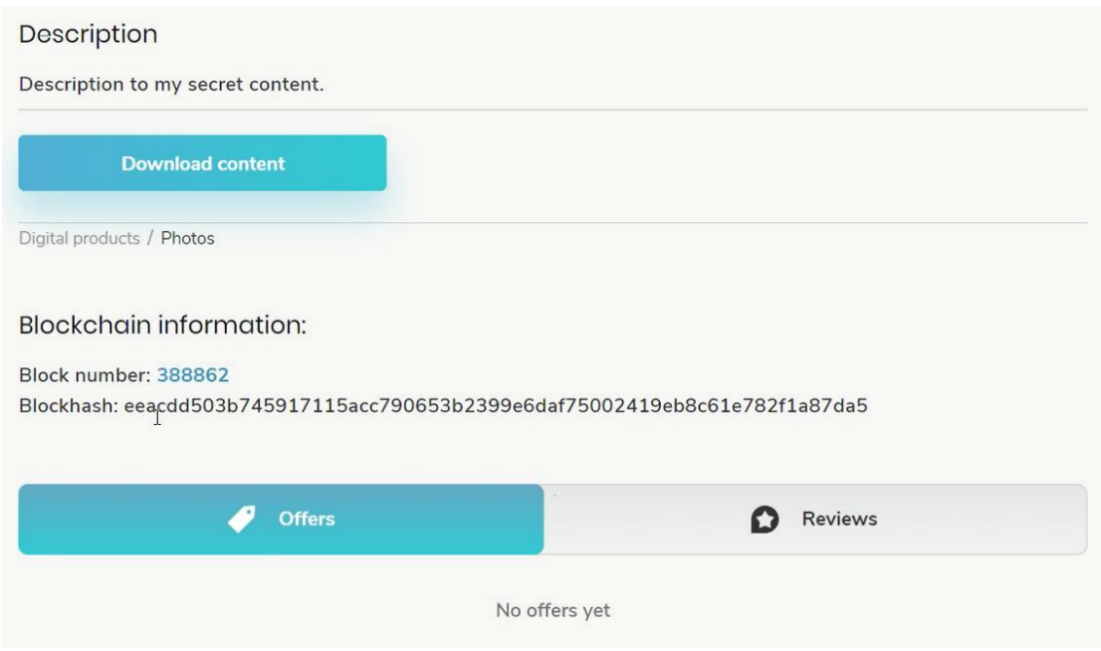 Description
Description to my secret content.
Download content
Digital products / Photos
Blockchain information:
Block number: 388862
Blockhash: eeacdd503b745917115acc790653b2399e6daf75002419eb8c61e782f1a87da5
Offers
Reviews
No offers yet